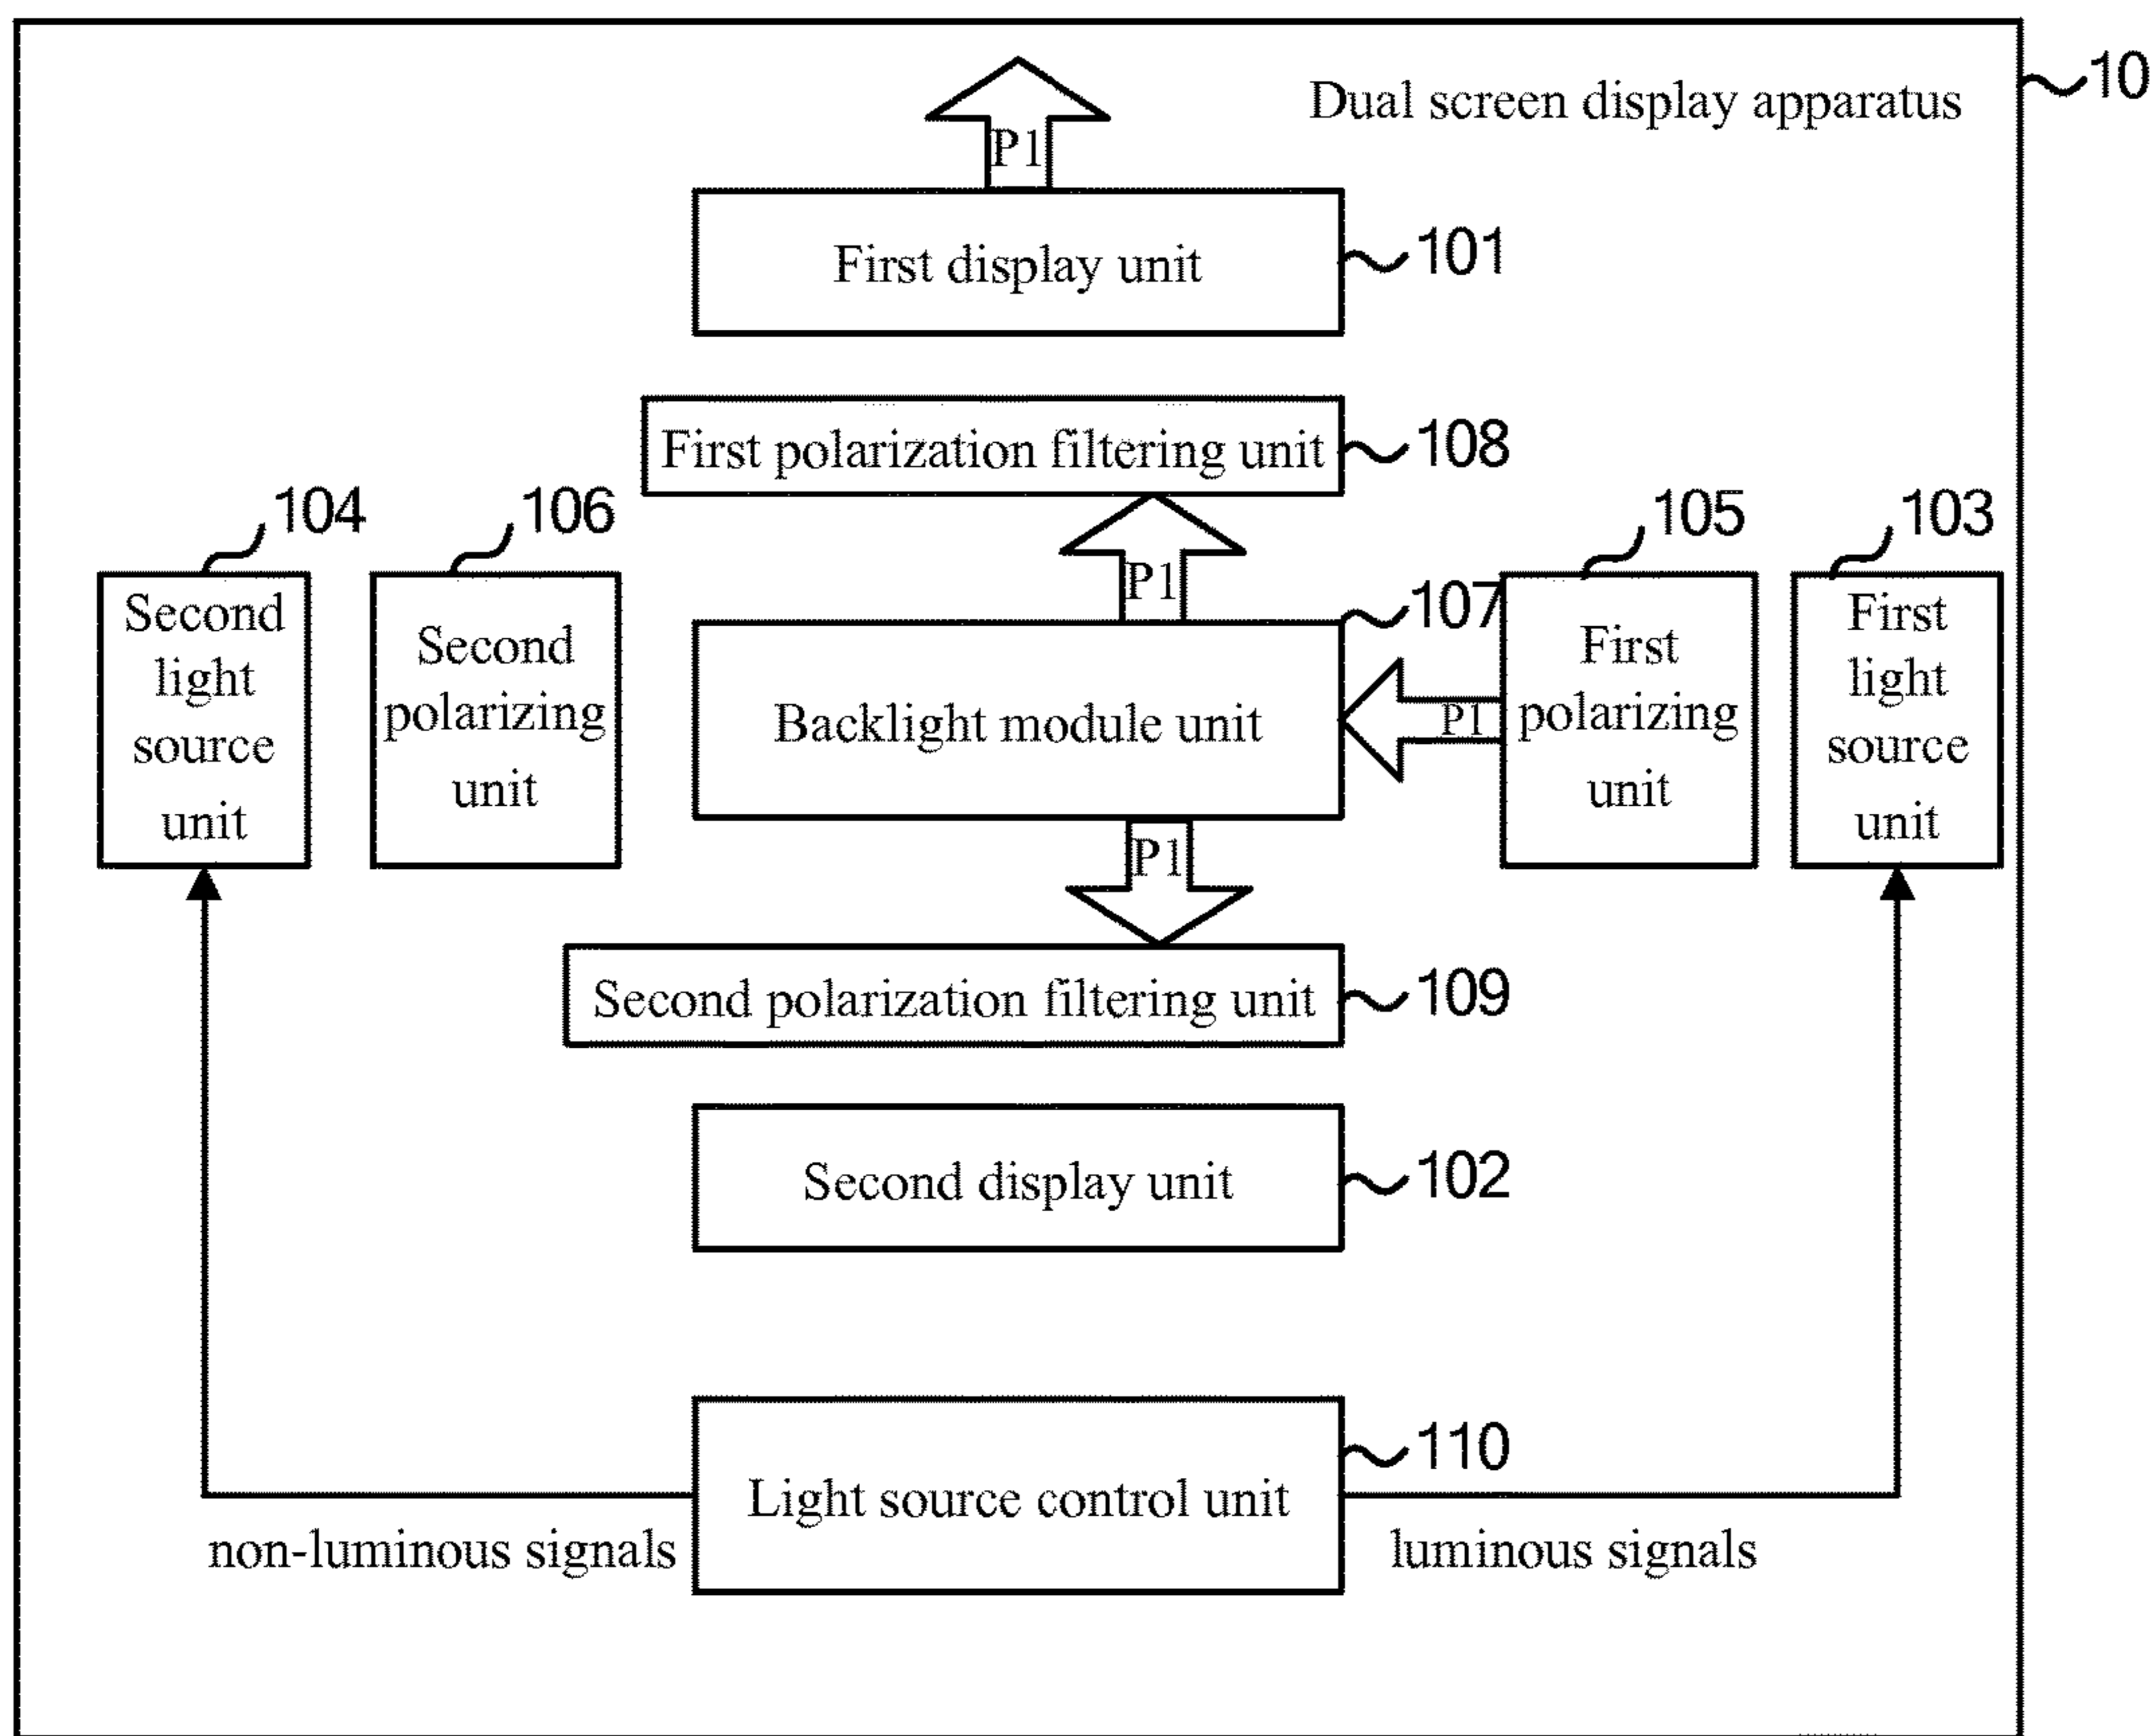 10
Dual screen display apparatus
P1
First display unit
101
First polarization filtering unit
108
104
106
105
103
Second
light
source
unit
Second
polarizing
unit
P1
107
Backlight module unit
P1
First
polarizing
unit
First
light
source
unit
P1
Second polarization filtering unit
109
Second display unit
102
Light source control unit
110
non-luminous signals
luminous signals